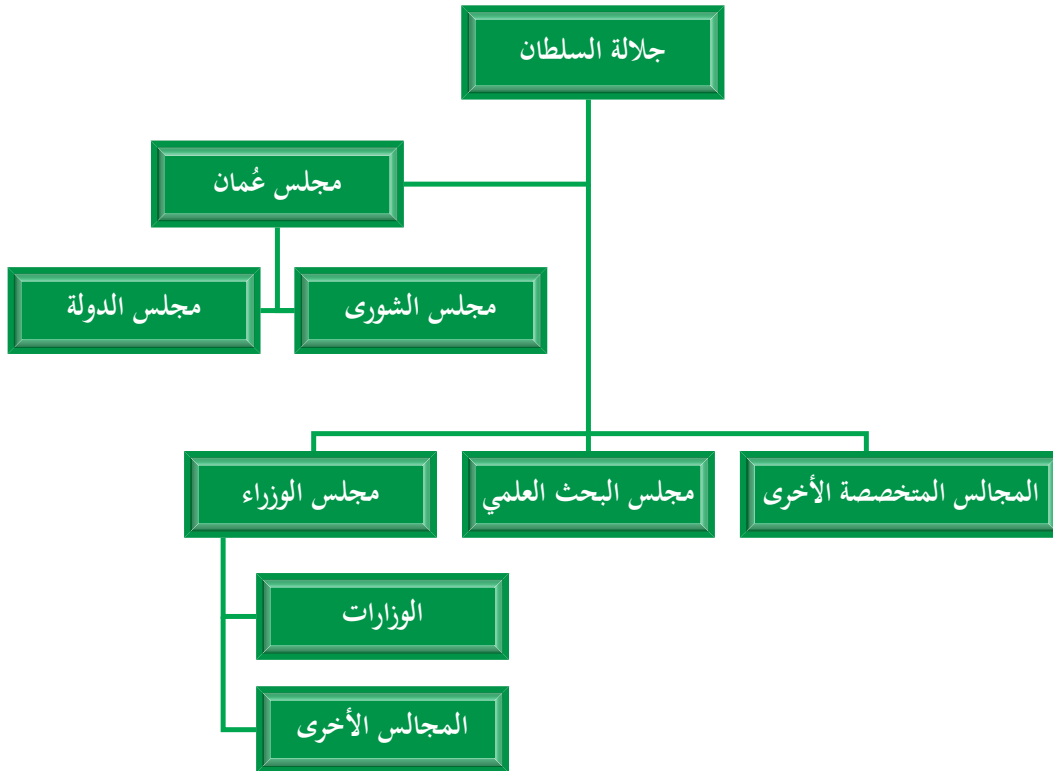 جلالة السلطان
مجلس عُمان
مجلس الشورى
مجلس الدولة
المجالس المتخصصة الأخرى
مجلس البحث العلمي
مجلس الوزراء
الوزارات
المجالس الأخرى